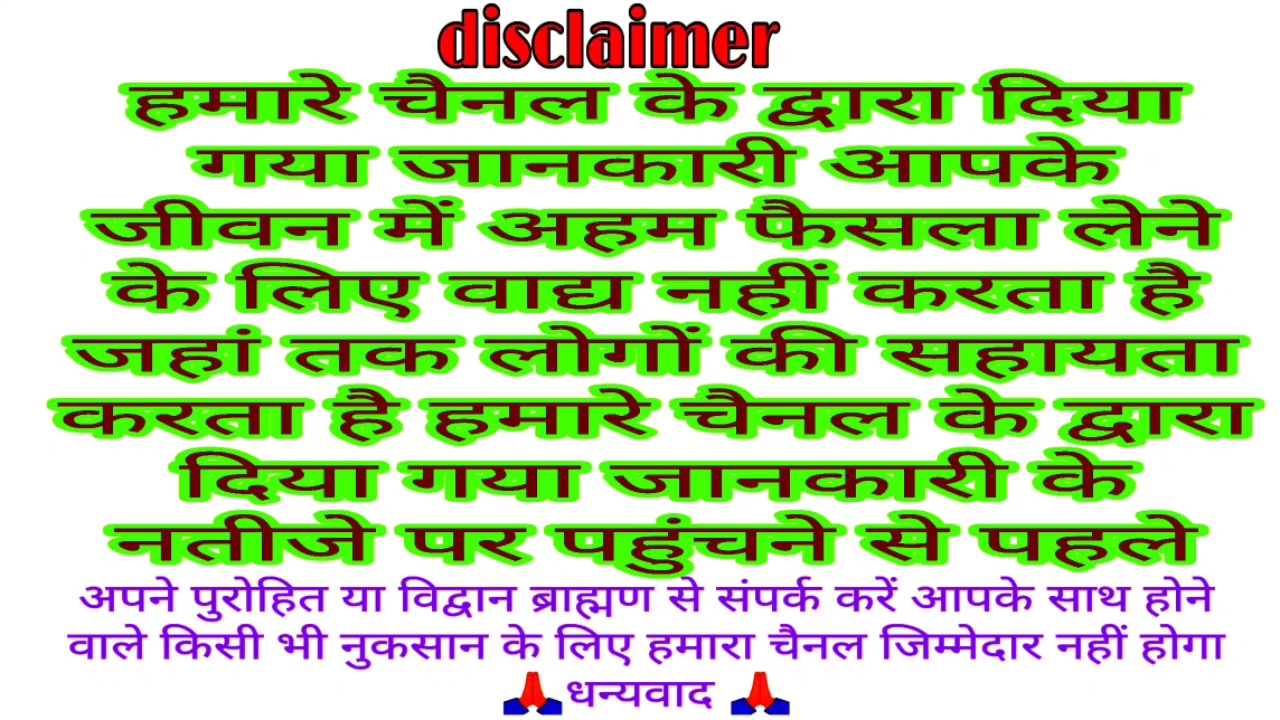 disclaimer
हमारे चैनल के द्वारा दिया
गया जानकारी आपके
जीवन में अहम फैसला लेने
के लिए वाद्य नहीं करता है
जहां तक लोगों की सहायता
करता है हमारे चैनल के द्वारा
दिया गया जानकारी के
नतीजे पर पहुंचने से पहले
अपने पुरोहित या विद्वान ब्राह्मण से संपर्क करें आपके साथ होने
वाले किसी भी नुकसान के लिए हमारा चैनल जिम्मेदार नहीं होगा
🙏धन्यवाद 🙏